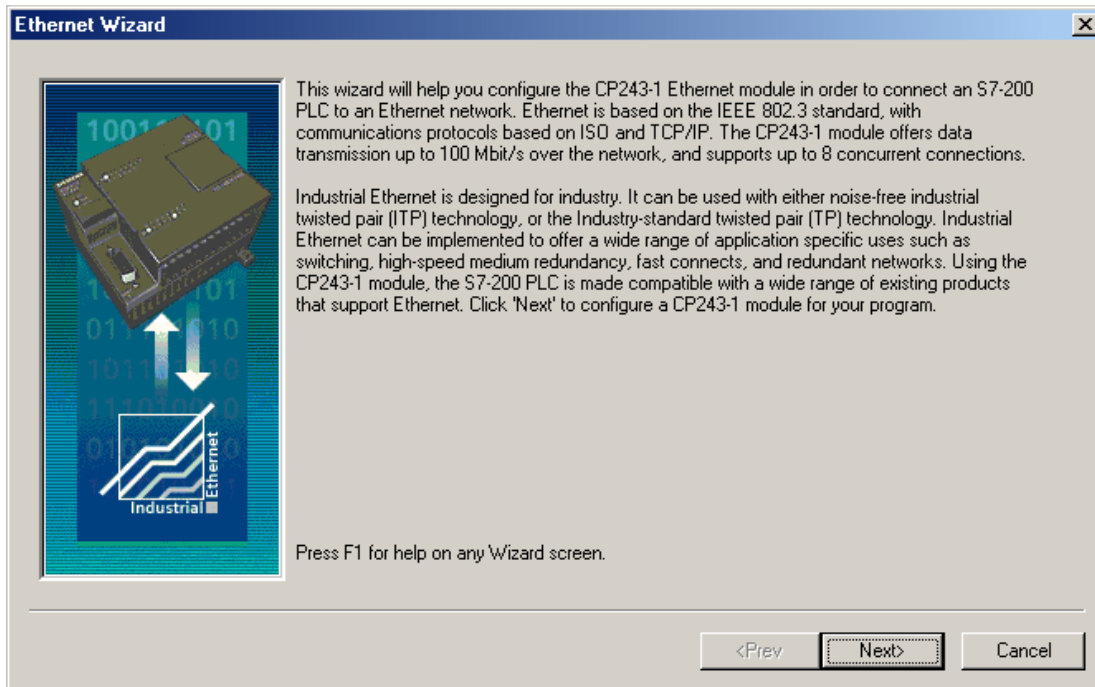 Ethernet Wizard
This wizard will help you configure the CP243-1 Ethernet module in order to connect an S7-200
PLC to an Ethernet network. Ethernet is based on the IEEE 802.3 standard, with
communications protocols based on ISO and TCP/IP. The CP243-1 module offers data
transmission up to 100 Mbit/s over the network, and supports up to 8 concurrent connections.
Industrial Ethernet is designed for industry. It can be used with either noise-free industrial
twisted pair (ITP) technology, or the Industry-standard twisted pair (TP) technology. Industrial
Ethernet can be implemented to offer a wide range of application specific uses such as
switching, high-speed medium redundancy, fast connects, and redundant networks. Using the
CP243-1 module, the S7-200 PLC is made compatible with a wide range of existing products
that support Ethernet. Click 'Next' to configure a CP243-1 module for your program.
Industrial
Ethernet
Press F1 for help on any Wizard screen.
<Prev
Next>
Cancel